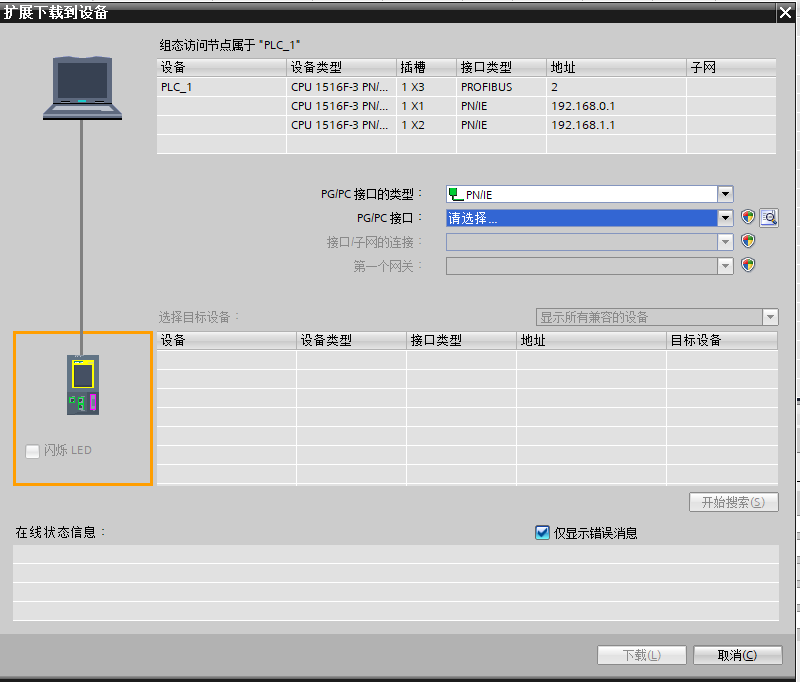 扩展下载到设备
组态访问节点属于 "PLC_1"
设备 设备类型 插槽 接口类型 地址 子网
PLC_1 CPU 1516F-3 PN/... 1 X3 PROFIBUS 2
CPU 1516F-3 PN/... 1 X1 PN/IE 192.168.0.1
CPU 1516F-3 PN/... 1 X2 PN/IE 192.168.1.1
PG/PC 接口的类型： PN/IE
PG/PC 接口： 请选择...
接口/子网的连接：
第一个网关：
选择目标设备： 显示所有兼容的设备
设备 设备类型 接口类型 地址 目标设备
闪烁 LED
开始搜索(S)
在线状态信息： 仅显示错误消息
下载(L) 取消(C)